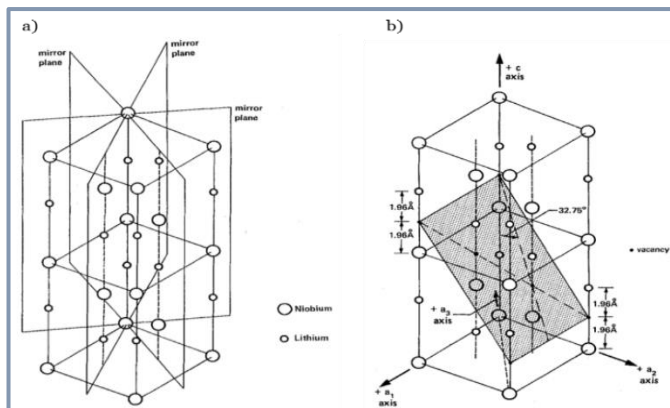 a)
mirror
plane
mirror
plane
mirror
plane
Niobium
Lithium
b)
+ c
axis
1.96Å
1.96Å
32.75°
• vacancy
+ a3
axis
1.96Å
1.96Å
+ a1
axis
+ a2
axis